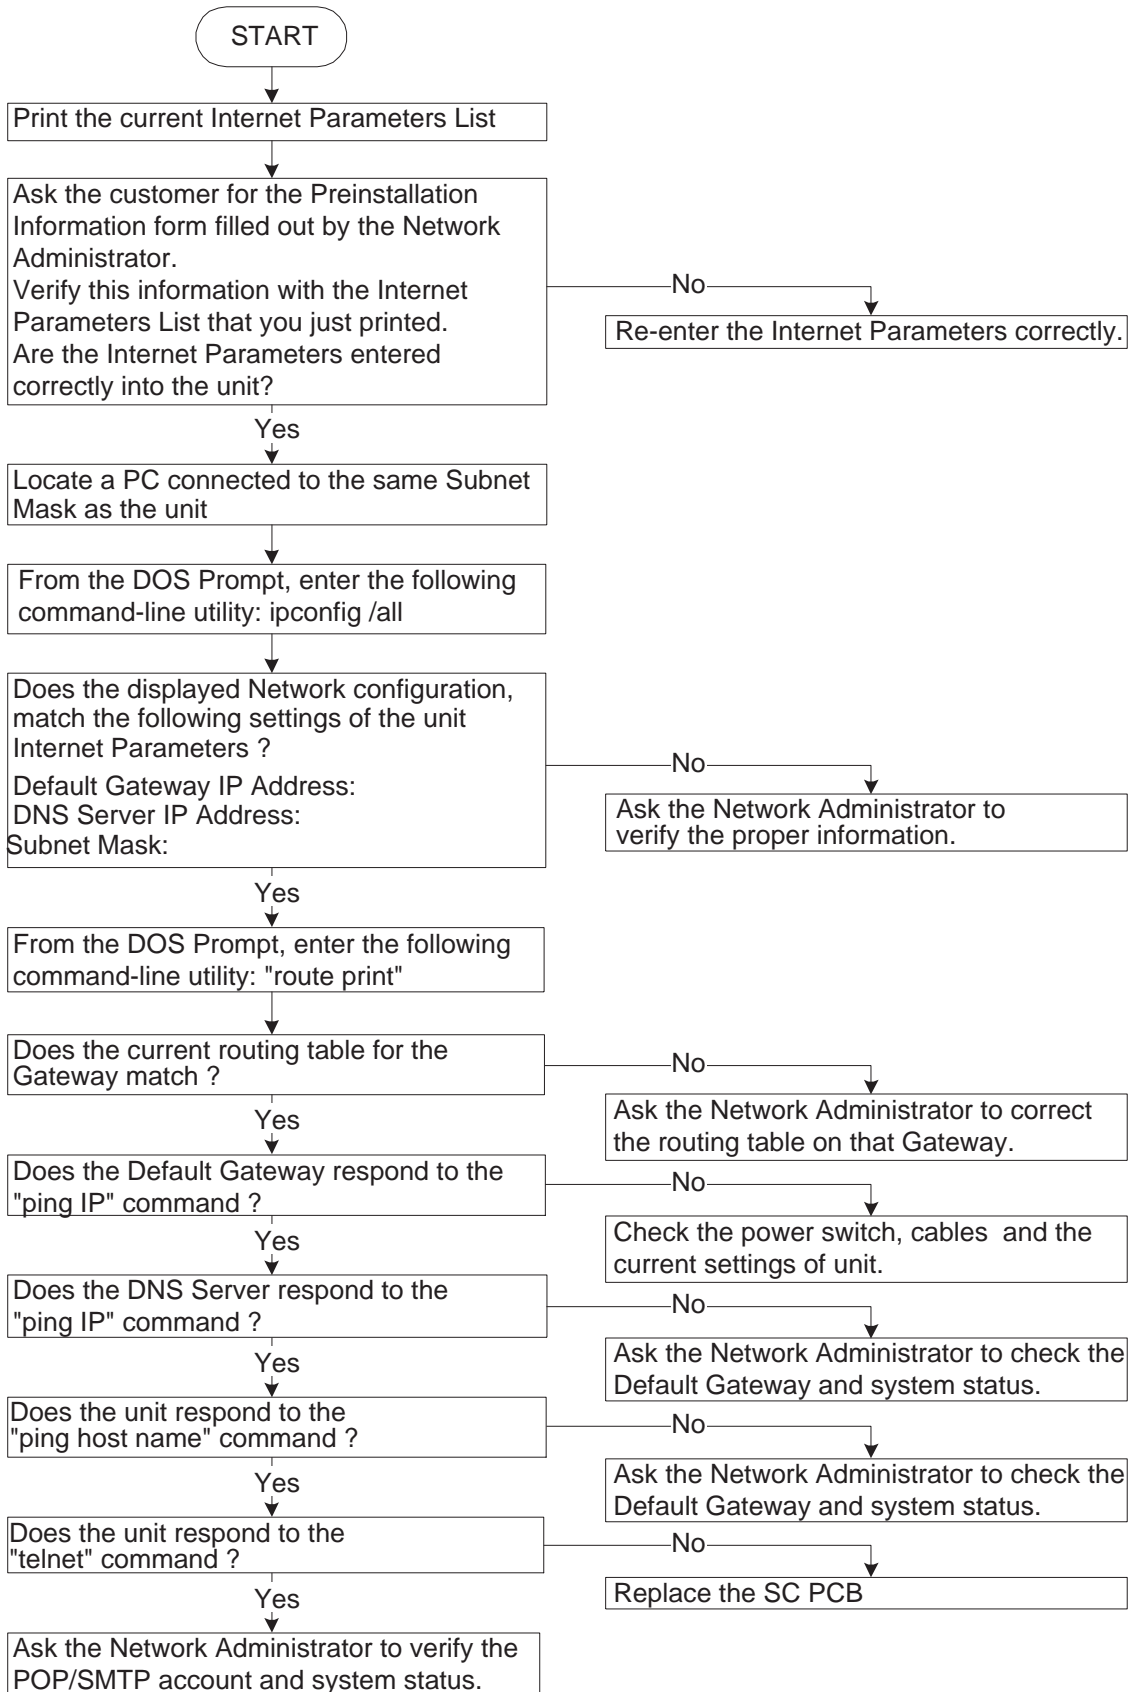 START
Print the current Internet Parameters List
Ask the customer for the Preinstallation
Information form filled out by the Network
Administrator.
Verify this information with the Internet
Parameters List that you just printed.
Are the Internet Parameters entered
correctly into the unit?
No
Re-enter the Internet Parameters correctly.
Yes
Locate a PC connected to the same Subnet
Mask as the unit
From the DOS Prompt, enter the following
command-line utility: ipconfig /all
Does the displayed Network configuration,
match the following settings of the unit
Internet Parameters ?
Default Gateway IP Address:
DNS Server IP Address:
Subnet Mask:
No
Ask the Network Administrator to
verify the proper information.
Yes
From the DOS Prompt, enter the following
command-line utility: "route print"
Does the current routing table for the
Gateway match ?
No
Ask the Network Administrator to correct
the routing table on that Gateway.
Yes
Does the Default Gateway respond to the
"ping IP" command ?
No
Check the power switch, cables  and the
current settings of unit.
Yes
Does the DNS Server respond to the
"ping IP" command ?
No
Ask the Network Administrator to check the
Default Gateway and system status.
Yes
Does the unit respond to the
"ping host name" command ?
No
Ask the Network Administrator to check the
Default Gateway and system status.
Yes
Does the unit respond to the
"telnet" command ?
No
Replace the SC PCB
Yes
Ask the Network Administrator to verify the
POP/SMTP account and system status.